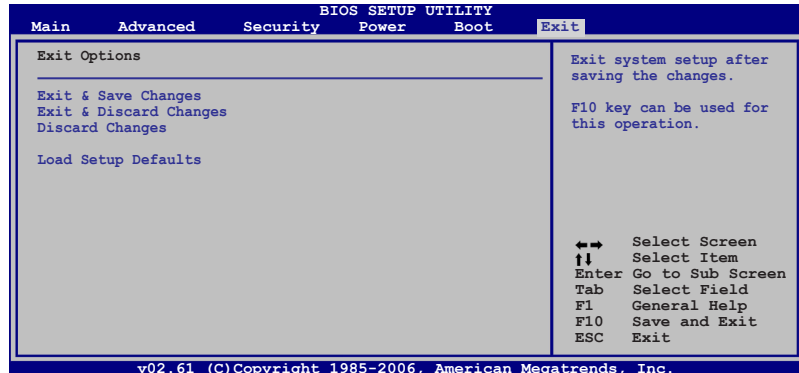 BIOS SETUP UTILITY
Main Advanced Security Power Boot Exit
Exit Options
Exit & Save Changes
Exit & Discard Changes
Discard Changes
Load Setup Defaults
Exit system setup after
saving the changes.
F10 key can be used for
this operation.
←→ Select Screen
↑↓ Select Item
Enter Go to Sub Screen
Tab Select Field
F1 General Help
F10 Save and Exit
ESC Exit
v02.61 (C)Copyright 1985-2006, American Megatrends, Inc.